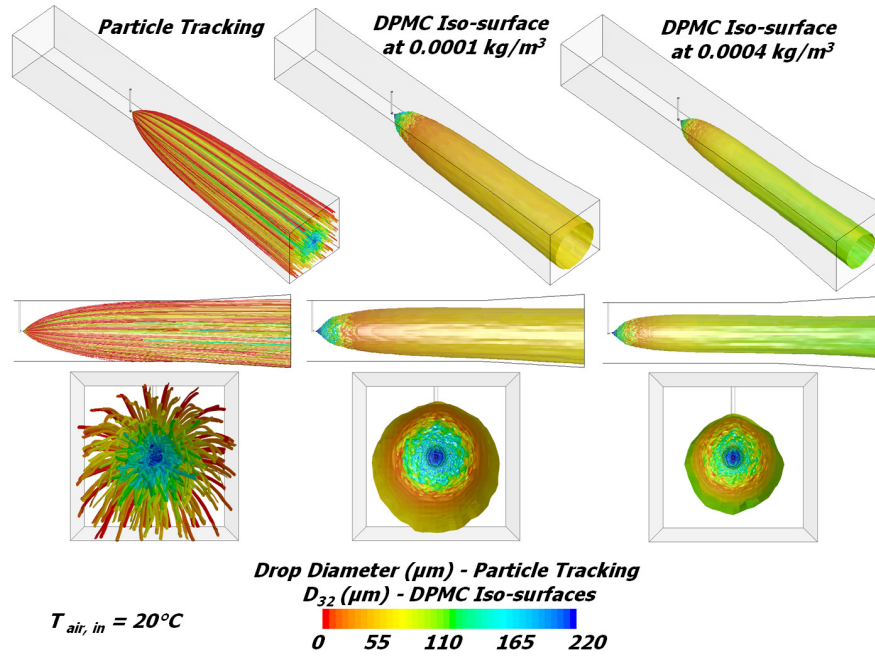 Particle Tracking
DPMC Iso-surface
at 0.0001 kg/m³
DPMC Iso-surface
at 0.0004 kg/m³
Drop Diameter (µm) - Particle Tracking
D₃₂ (µm) - DPMC Iso-surfaces
T air, in = 20°C
0 55 110 165 220